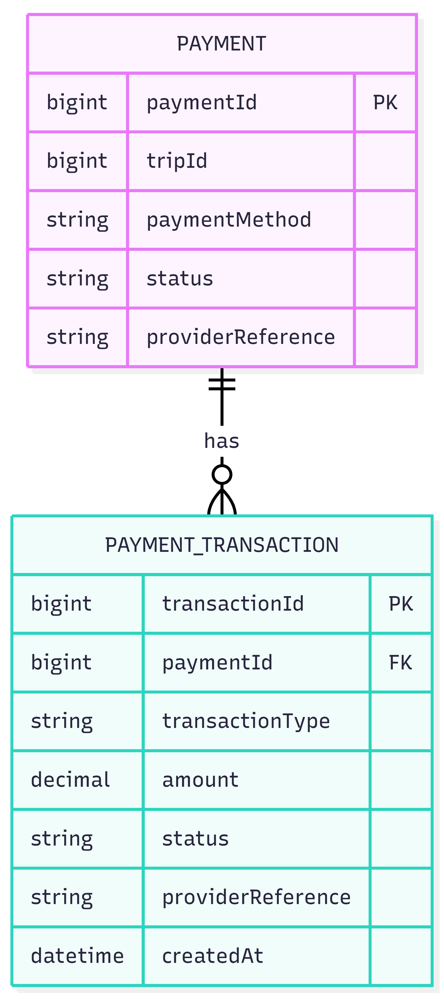 PAYMENT
bigint paymentId PK
bigint tripId
string paymentMethod
string status
string providerReference
has
PAYMENT_TRANSACTION
bigint transactionId PK
bigint paymentId FK
string transactionType
decimal amount
string status
string providerReference
datetime createdAt